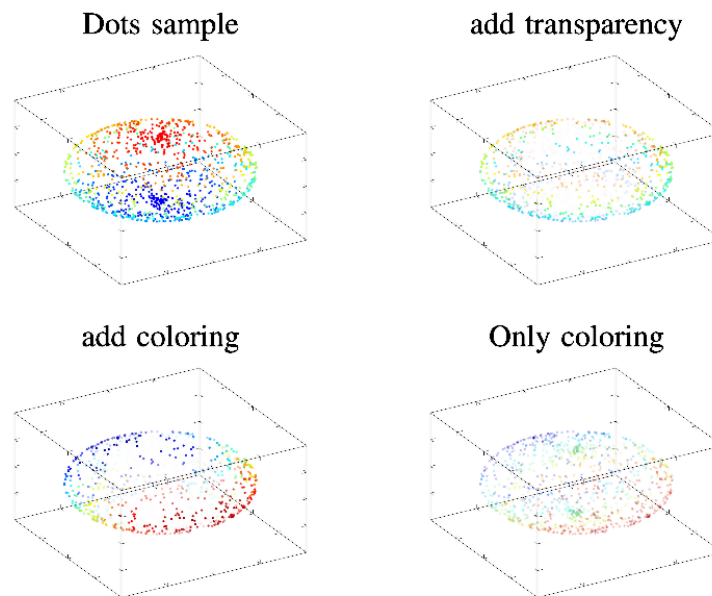 Dots sample
add transparency
add coloring
Only coloring